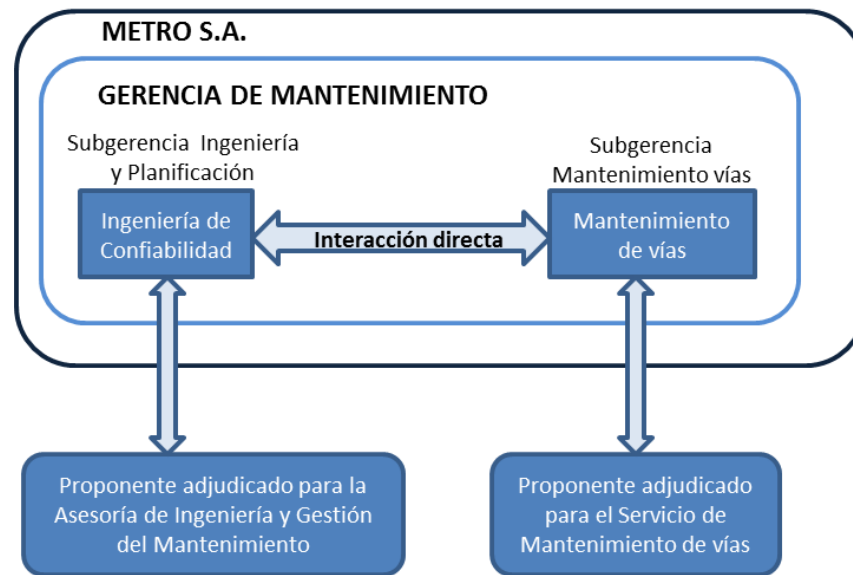 METRO S.A.
GERENCIA DE MANTENIMIENTO
Subgerencia Ingeniería
y Planificación
Subgerencia
Mantenimiento vías
Ingeniería de
Confiabilidad
Interacción directa
Mantenimiento
de vías
Proponente adjudicado para la
Asesoría de Ingeniería y Gestión
del Mantenimiento
Proponente adjudicado
para el Servicio de
Mantenimiento de vías